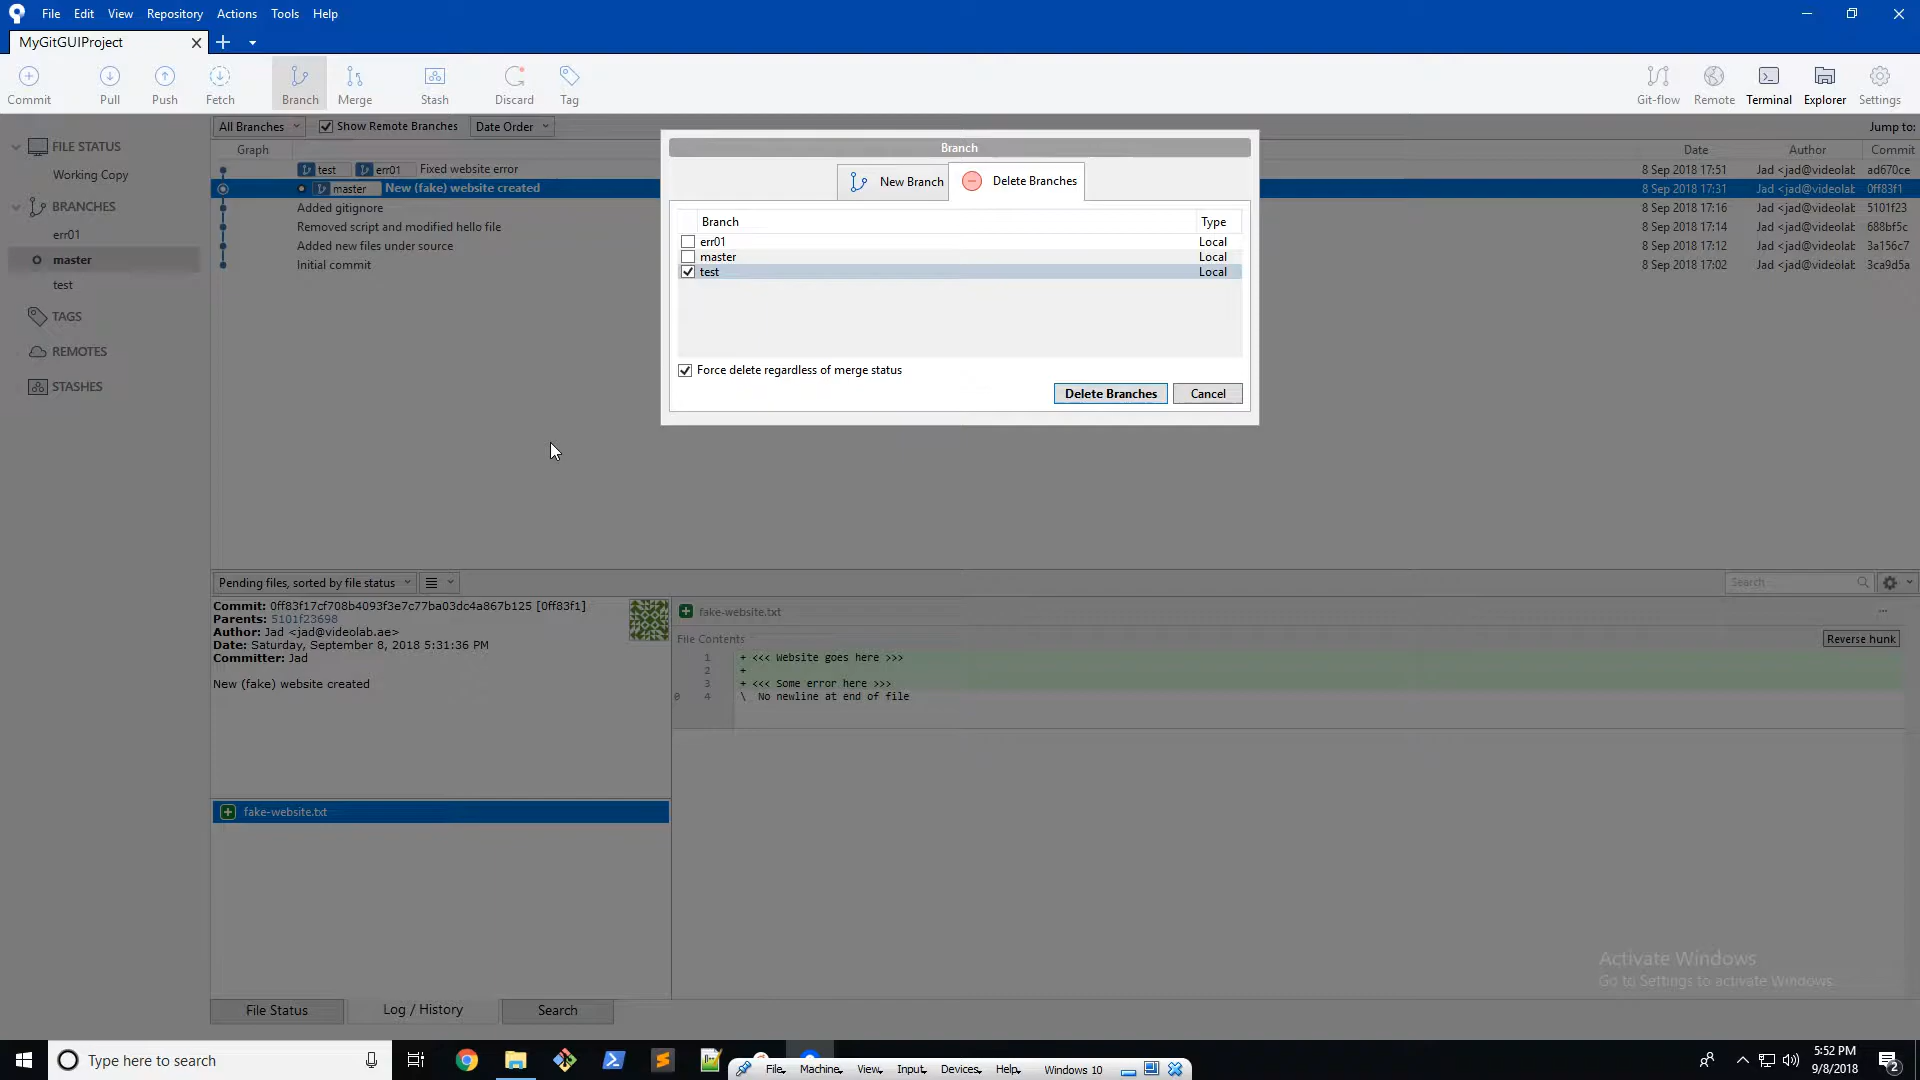 File Edit View Repository Actions Tools Help
MyGitGUIProject
Commit Pull Push Fetch Branch Merge Stash Discard Tag Git-flow Remote Terminal Explorer Settings
All Branches Show Remote Branches Date Order Jump to:
Graph Date Author Commit
test err01 Fixed website error 8 Sep 2018 17:51 Jad <jad@videolab. ad670ce
master New (fake) website created 8 Sep 2018 17:31 Jad <jad@videolab. 0ff83f1
Added gitignore 8 Sep 2018 17:16 Jad <jad@videolab. 5101f23
Removed script and modified hello file 8 Sep 2018 17:14 Jad <jad@videolab. 688bf5c
Added new files under source 8 Sep 2018 17:12 Jad <jad@videolab. 3a156c7
Initial commit 8 Sep 2018 17:02 Jad <jad@videolab. 3ca9d5a
FILE STATUS
Working Copy
BRANCHES
err01
master
test
TAGS
REMOTES
STASHES
Branch
New Branch Delete Branches
Branch Type
err01 Local
master Local
test Local
Force delete regardless of merge status
Delete Branches Cancel
Pending files, sorted by file status Search
Commit: 0ff83f17cf708b4093f3e7c77ba03dc4a867b125 [0ff83f1]
Parents: 5101f23698
Author: Jad <jad@videolab.ae>
Date: Saturday, September 8, 2018 5:31:36 PM
Committer: Jad
New (fake) website created
fake-website.txt
fake-website.txt
File Contents Reverse hunk
1 + <<< Website goes here >>>
2 +
3 + <<< Some error here >>>
0 4 \ No newline at end of file
Activate Windows
Go to Settings to activate Windows.
File Status Log / History Search
Type here to search
File Machine View Input Devices Help Windows 10
5:52 PM
9/8/2018
2